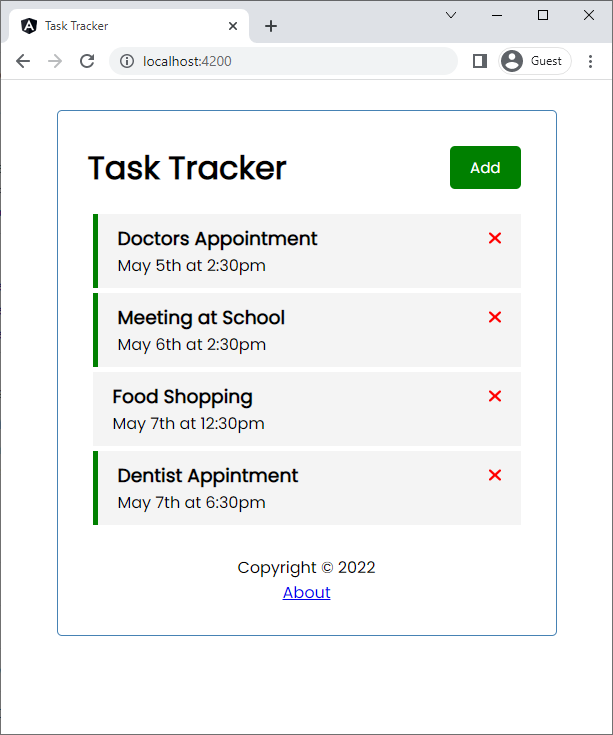 Task Tracker
localhost:4200
Guest
Task Tracker
Add
Doctors Appointment
May 5th at 2:30pm
Meeting at School
May 6th at 2:30pm
Food Shopping
May 7th at 12:30pm
Dentist Appintment
May 7th at 6:30pm
Copyright © 2022
About